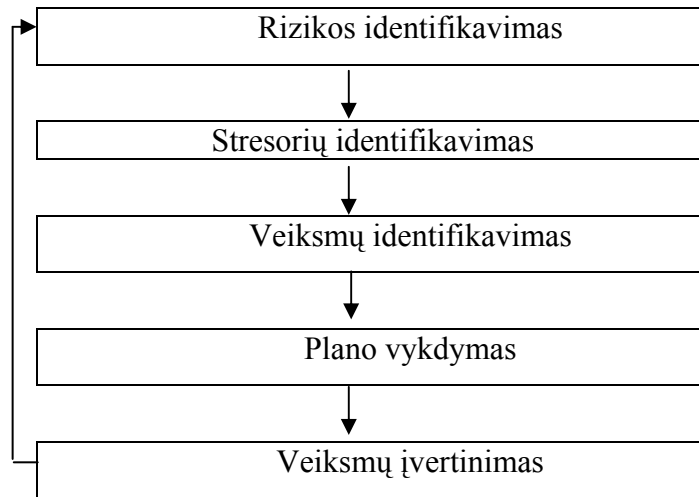 Rizikos identifikavimas
Stresorių identifikavimas
Veiksmų identifikavimas
Plano vykdymas
Veiksmų įvertinimas